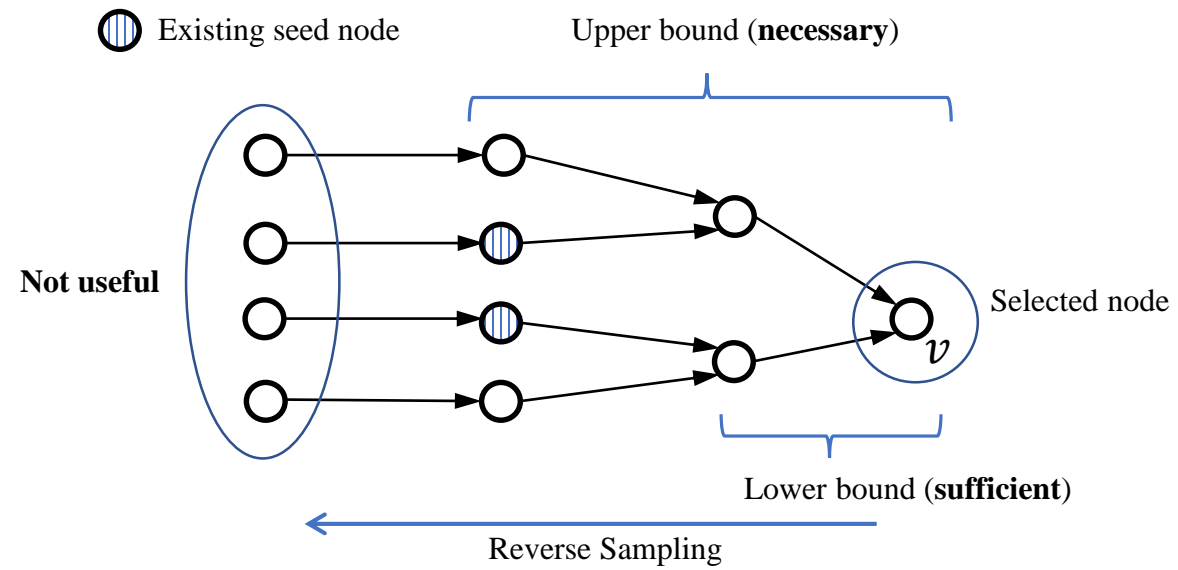 Existing seed node
Upper bound (necessary)
Not useful
Selected node
v
Lower bound (sufficient)
Reverse Sampling